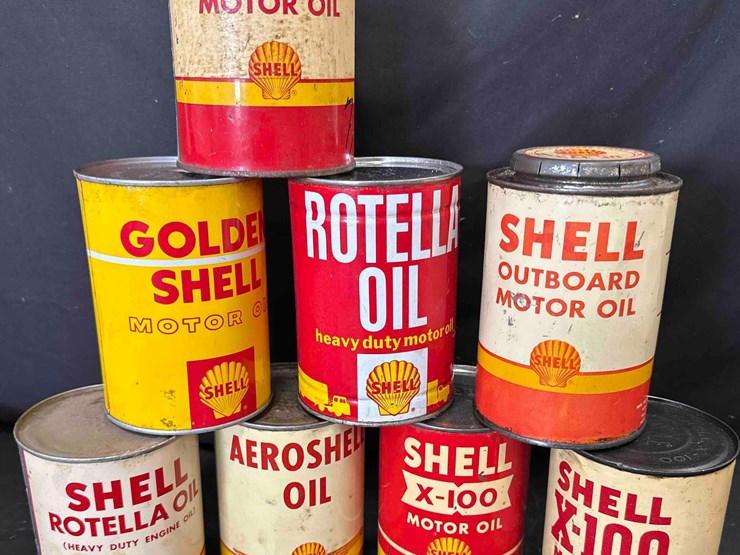 MOTOR OIL
SHELL
GOLDEN
SHELL
MOTOR
SHELL
ROTELLA
OIL
heavy duty motor oil
SHELL
SHELL
OUTBOARD
MOTOR OIL
SHELL
SHELL
ROTELLA OIL
(HEAVY DUTY ENGINE OIL)
AEROSHELL
OIL
SHELL
X-100
MOTOR OIL
SHELL
X-100